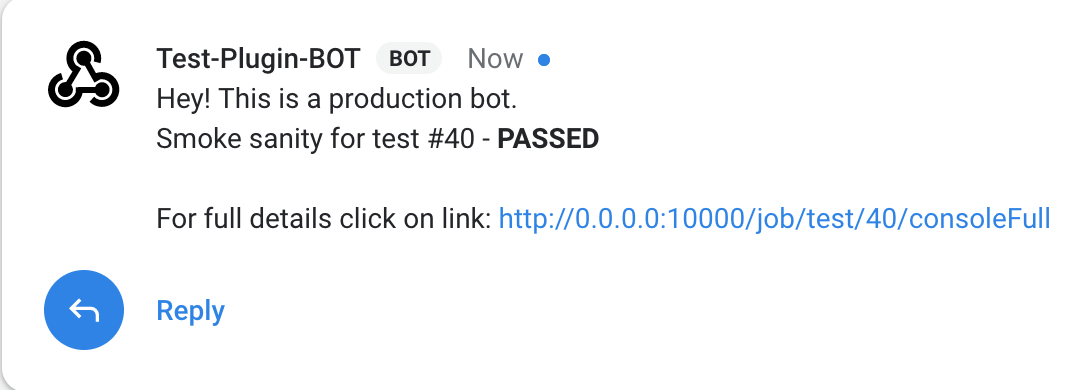 Test-Plugin-BOT BOT Now
Hey! This is a production bot.
Smoke sanity for test #40 - PASSED
For full details click on link: http://0.0.0.0:10000/job/test/40/consoleFull
Reply